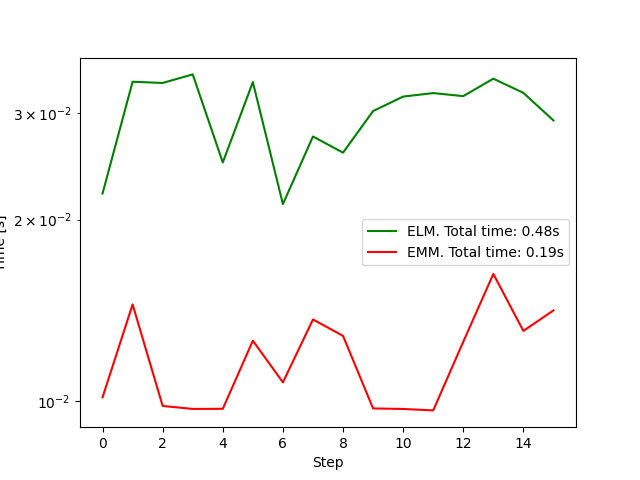 3 × 10⁻²
2 × 10⁻²
10⁻²
Time [s]
ELM. Total time: 0.48s
EMM. Total time: 0.19s
0 2 4 6 8 10 12 14
Step